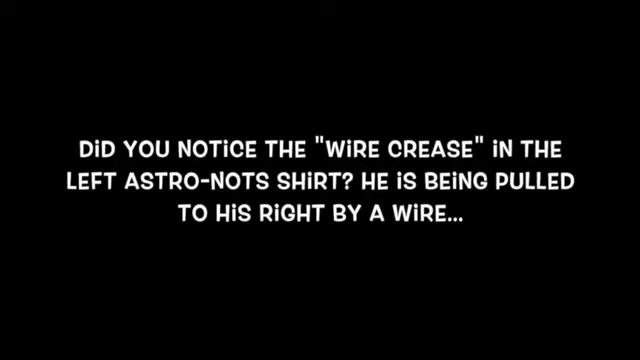 DiD YOU NOTiCE THE "WiRE CREASE" iN THE
LEFT ASTRO-NOTS SHiRT? HE iS BEiNG PULLED
TO HiS RiGHT BY A WiRE...